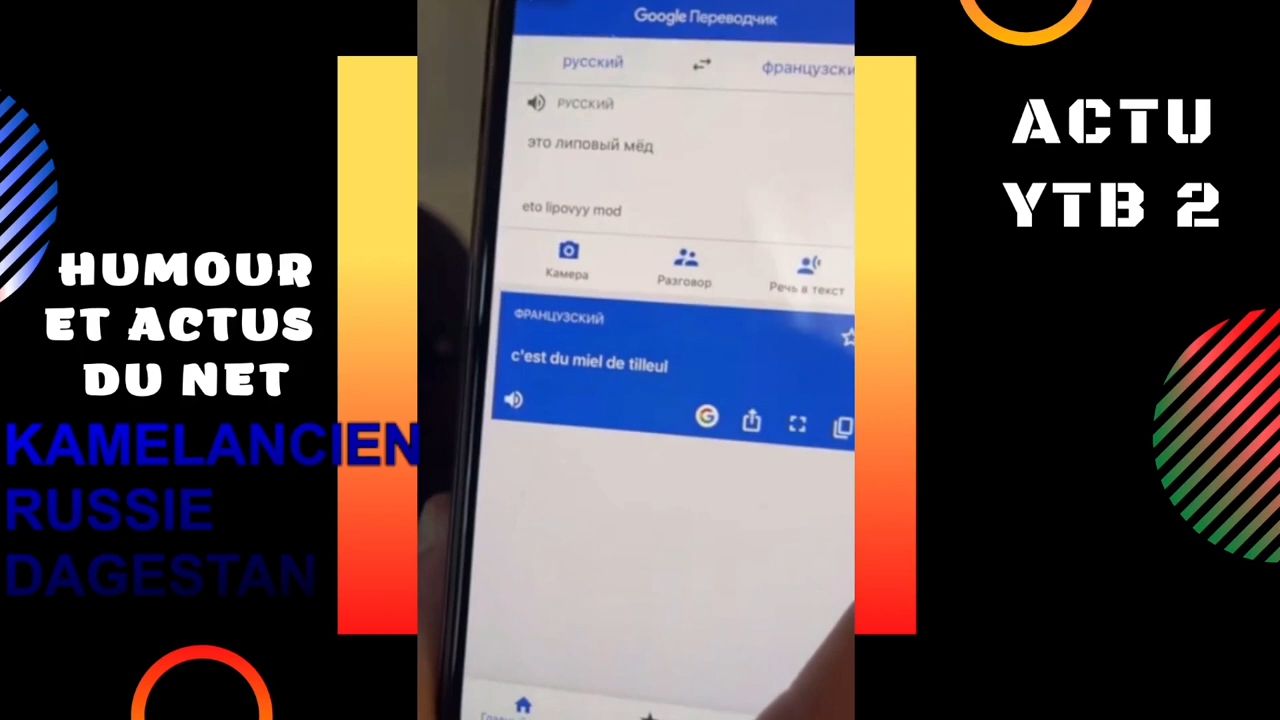 Google Переводчик
русский
французски
РУССКИЙ
это липовый мёд
eto lipovyy mod
Камера
Разговор
Речь в текст
ФРАНЦУЗСКИЙ
c'est du miel de tilleul
HUMOUR
ET ACTUS
DU NET
KAMELANCIEN
RUSSIE
DAGESTAN
ACTU
YTB 2